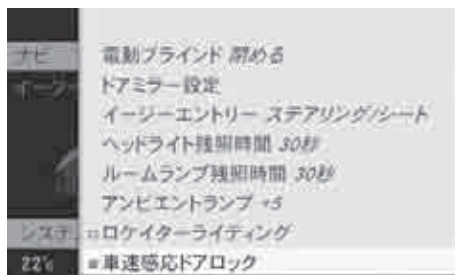 ナビ
電動ブラインド 閉める
ドアミラー設定
イージーエントリー ステアリング/シート
ヘッドライト残照時間 30秒
ルームランプ残照時間 30秒
アンビエントランプ +5
システ
ロケイターライティング
車速感応ドアロック